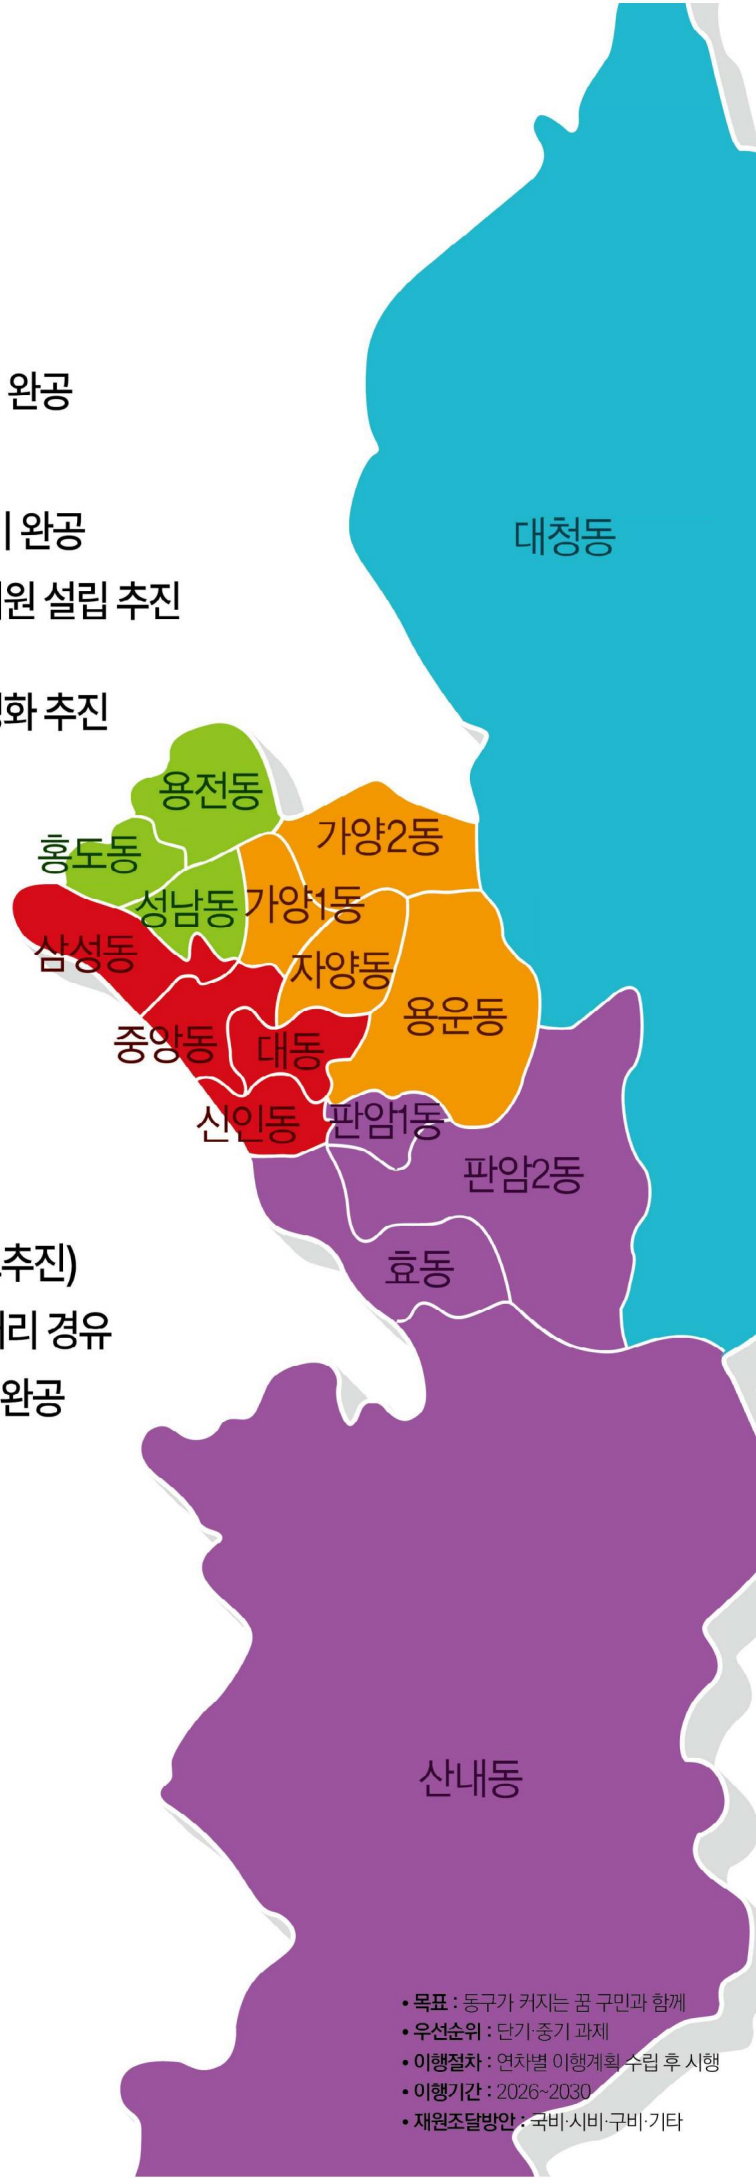 완공
대청동
완공
원 설립 추진
화 추진
용전동
가양2동
홍도동
성남동 가양1동
삼성동
자양동
용운동
중앙동
대동
신인동
판암1동
판암2동
효동
추진)
리 경유
완공
산내동
• 목표 : 동구가 커지는 꿈 구민과 함께
• 우선순위 : 단기·중기 과제
• 이행절차 : 연차별 이행계획 수립 후 시행
• 이행기간 : 2026~2030
• 재원조달방안 : 국비·시비·구비·기타